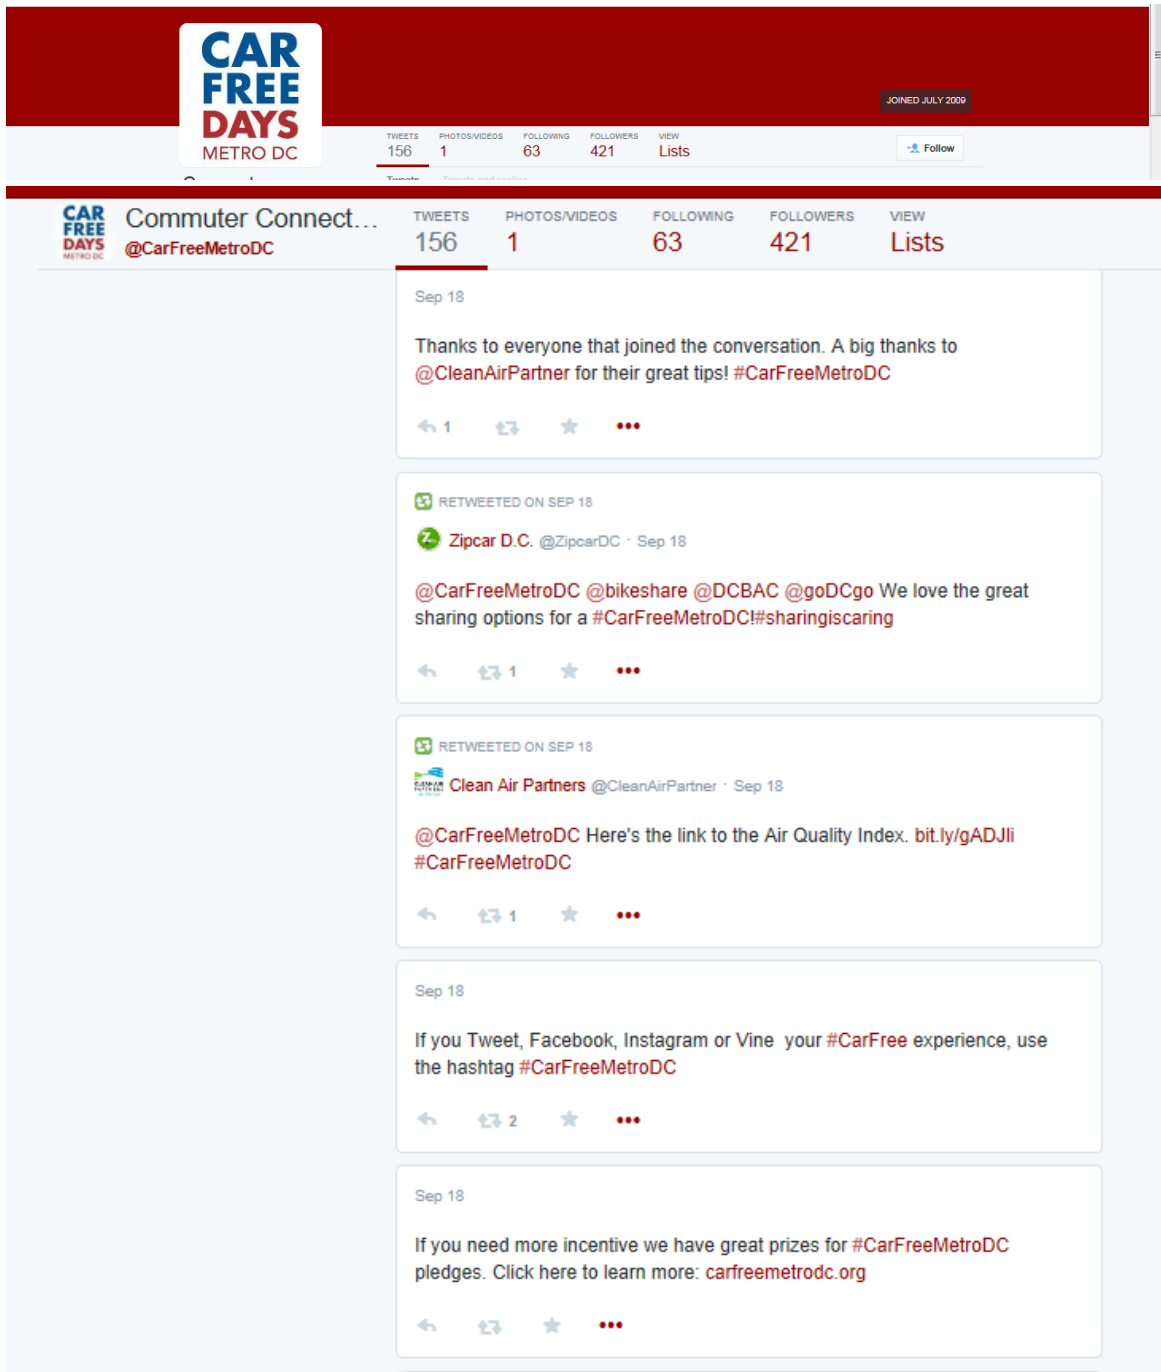 CAR
FREE
DAYS
METRO DC
JOINED JULY 2009
TWEETS PHOTOS/VIDEOS FOLLOWING FOLLOWERS VIEW
156 1 63 421 Lists
Follow
CAR
FREE
DAYS
METRO DC
Commuter Connect...
@CarFreeMetroDC
TWEETS PHOTOS/VIDEOS FOLLOWING FOLLOWERS VIEW
156 1 63 421 Lists
Sep 18
Thanks to everyone that joined the conversation. A big thanks to
@CleanAirPartner for their great tips! #CarFreeMetroDC
1
RETWEETED ON SEP 18
Zipcar D.C. @ZipcarDC · Sep 18
@CarFreeMetroDC @bikeshare @DCBAC @goDCgo We love the great
sharing options for a #CarFreeMetroDC!#sharingiscaring
1
RETWEETED ON SEP 18
Clean Air Partners @CleanAirPartner · Sep 18
@CarFreeMetroDC Here's the link to the Air Quality Index. bit.ly/gADJli
#CarFreeMetroDC
1
Sep 18
If you Tweet, Facebook, Instagram or Vine your #CarFree experience, use
the hashtag #CarFreeMetroDC
2
Sep 18
If you need more incentive we have great prizes for #CarFreeMetroDC
pledges. Click here to learn more: carfreemetrodc.org